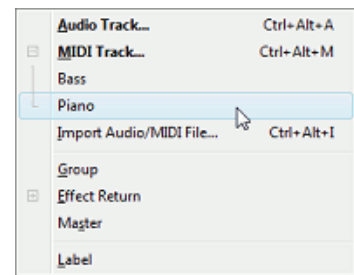 Audio Track... Ctrl+Alt+A
MIDI Track... Ctrl+Alt+M
Bass
Piano
Import Audio/MIDI File... Ctrl+Alt+I
Group
Effect Return
Master
Label